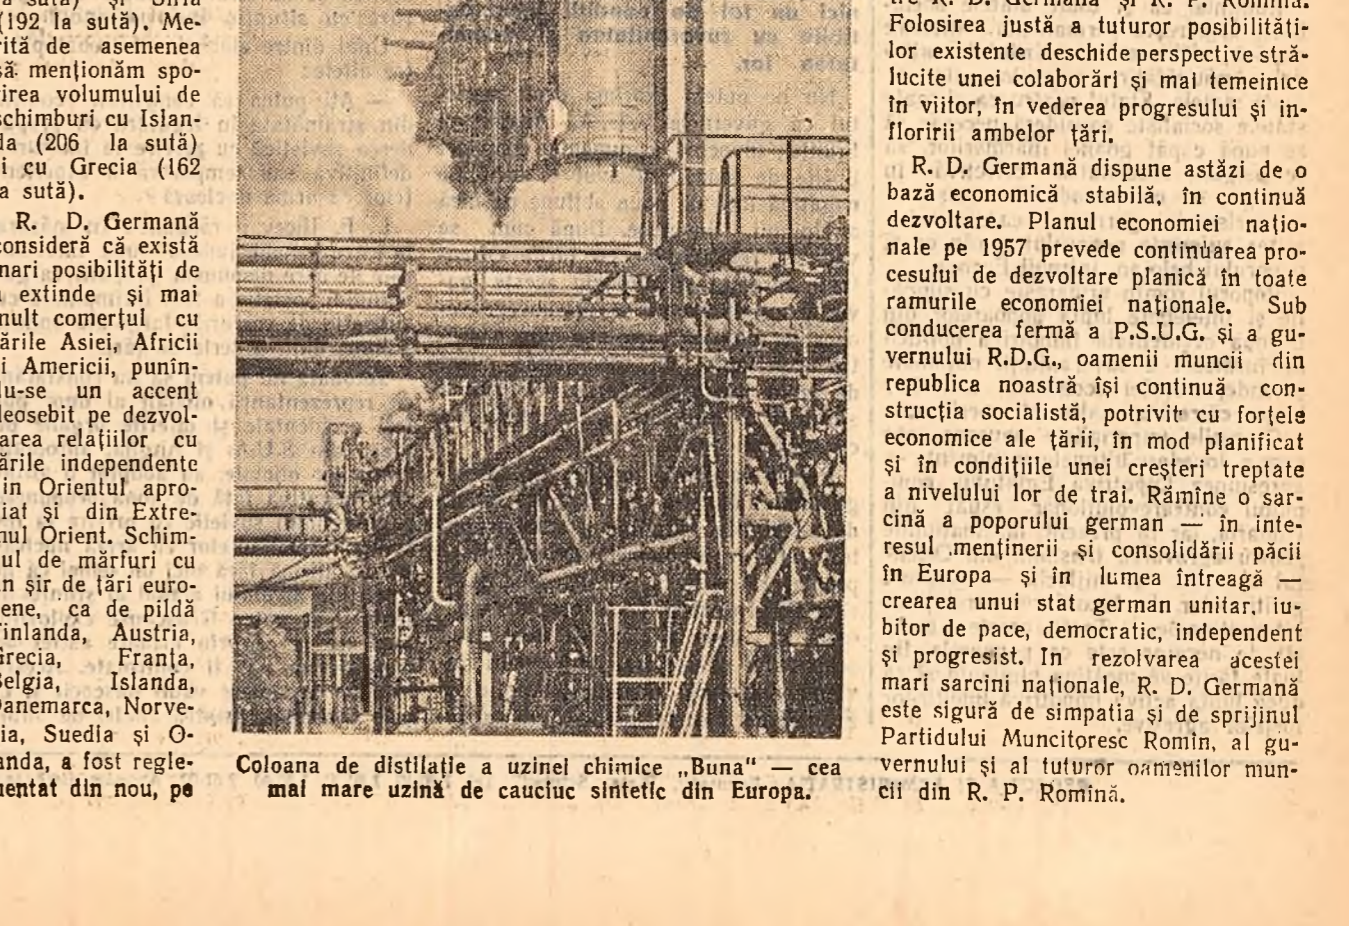 (192 la sută). Me-
rită de asemenea
să menționăm spo-
rirea volumului de
schimburi cu Islan-
da (206 la sută)
și cu Grecia (162
la sută).
R. D. Germană
consideră că există
mari posibilități de
a extinde și mai
mult comerțul cu
țările Asiei, Africii
și Americii, punîn-
du-se un accent
deosebit pe dezvol-
tarea relațiilor cu
țările independente
din Orientul apro-
piat și din Extre-
mul Orient. Schim-
bul de mărfuri cu
un șir de țări euro-
pene, ca de pildă
Finlanda, Austria,
Grecia, Franța,
Belgia, Islanda,
Danemarca, Norve-
gia, Suedia și O-
landa, a fost regle-
mentat din nou, pe
Coloana de distilație a uzinei chimice „Buna" — cea
mai mare uzină de cauciuc sintetic din Europa.
tre R. D. Germană și R. P. Romînă.
Folosirea justă a tuturor posibilități-
lor existente deschide perspective stră-
lucite unei colaborări și mai temeinice
în viitor, în vederea progresului și în-
floririi ambelor țări.
R. D. Germană dispune astăzi de o
bază economică stabilă, în continuă
dezvoltare. Planul economiei națio-
nale pe 1957 prevede continuarea pro-
cesului de dezvoltare planică în toate
ramurile economiei naționale. Sub
conducerea fermă a P.S.U.G. și a gu-
vernului R.D.G., oamenii muncii din
republica noastră își continuă con-
strucția socialistă, potrivit cu forțele
economice ale țării, în mod planificat
și în condițiile unei creșteri treptate
a nivelului lor de trai. Rămîne o sar-
cină a poporului german — în inte-
resul menținerii și consolidării păcii
în Europa și în lumea întreagă —
crearea unui stat german unitar, iu-
bitor de pace, democratic, independent
și progresist. In rezolvarea acestei
mari sarcini naționale, R. D. Germană
este sigură de simpatia și de sprijinul
Partidului Muncitoresc Romîn, al gu-
vernului și al tuturor oamenilor mun-
cii din R. P. Romînă.